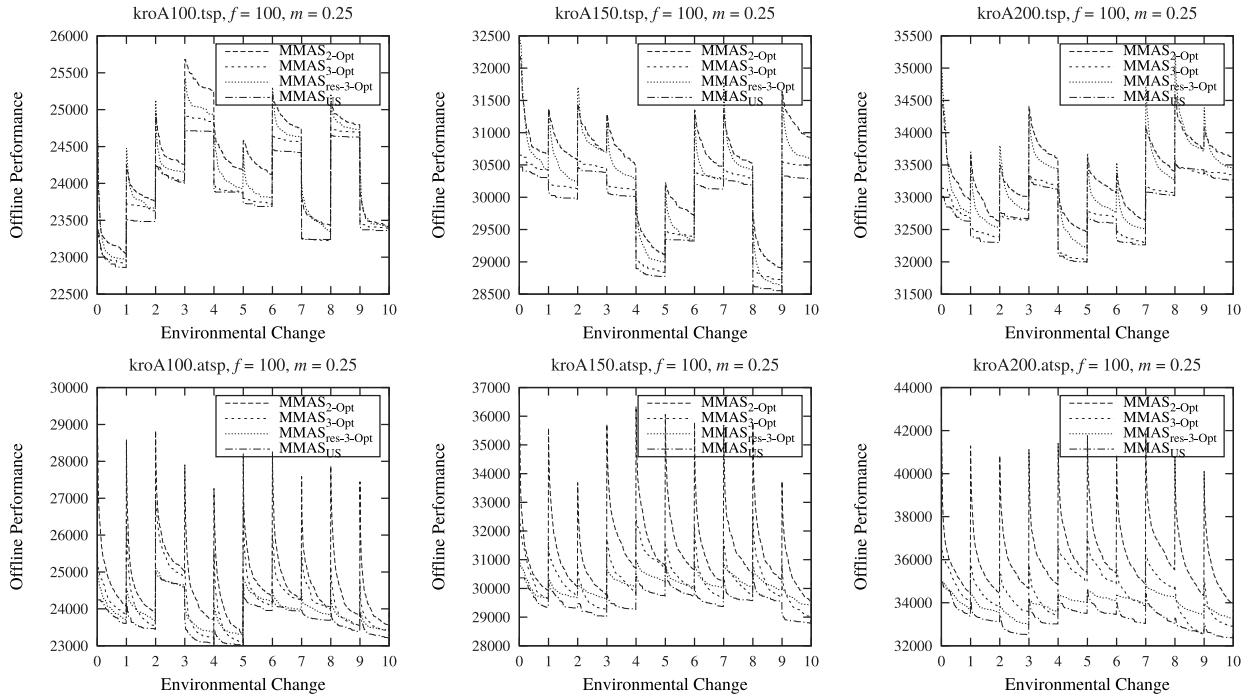 kroA100.tsp, f = 100, m = 0.25
26000
25500
25000
24500
24000
23500
23000
22500
Offline Performance
MMAS2-Opt
MMAS3-Opt
MMASres-3-Opt
MMASUS
0 1 2 3 4 5 6 7 8 9 10
Environmental Change
kroA150.tsp, f = 100, m = 0.25
32500
31500
30500
29500
28500
Offline Performance
MMAS2-Opt
MMAS3-Opt
MMASres-3-Opt
MMASUS
0 1 2 3 4 5 6 7 8 9 10
Environmental Change
kroA200.tsp, f = 100, m = 0.25
35500
34500
33500
32500
31500
Offline Performance
MMAS2-Opt
MMAS3-Opt
MMASres-3-Opt
MMASUS
0 1 2 3 4 5 6 7 8 9 10
Environmental Change
kroA100.atsp, f = 100, m = 0.25
30000
29000
28000
27000
26000
25000
24000
23000
Offline Performance
MMAS2-Opt
MMAS3-Opt
MMASres-3-Opt
MMASUS
0 1 2 3 4 5 6 7 8 9 10
Environmental Change
kroA150.atsp, f = 100, m = 0.25
37000
36000
35000
34000
33000
32000
31000
30000
29000
28000
Offline Performance
MMAS2-Opt
MMAS3-Opt
MMASres-3-Opt
MMASUS
0 1 2 3 4 5 6 7 8 9 10
Environmental Change
kroA200.atsp, f = 100, m = 0.25
44000
42000
40000
38000
36000
34000
32000
Offline Performance
MMAS2-Opt
MMAS3-Opt
MMASres-3-Opt
MMASUS
0 1 2 3 4 5 6 7 8 9 10
Environmental Change